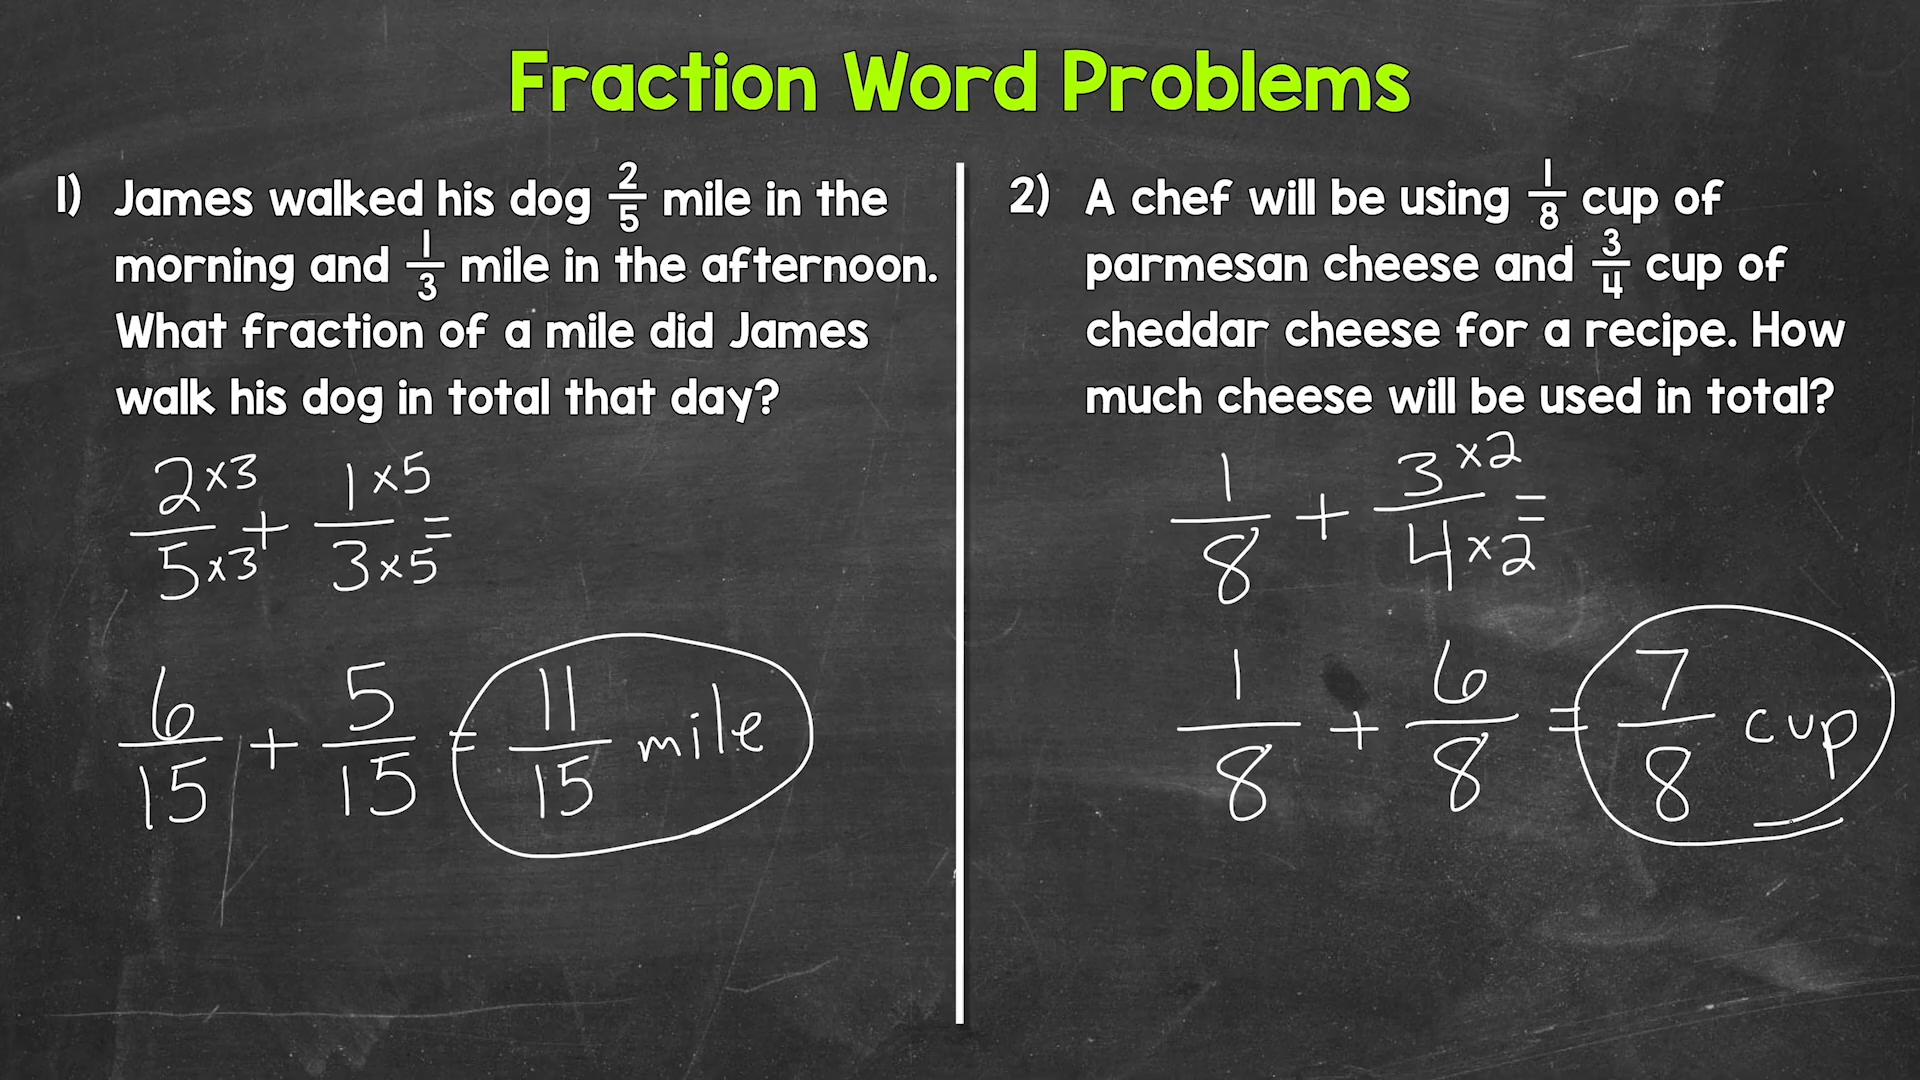 Fraction Word Problems
1) James walked his dog 2/5 mile in the
morning and 1/3 mile in the afternoon.
What fraction of a mile did James
walk his dog in total that day?
2×3/5×3 + 1×5/3×5 =
6/15 + 5/15 = 11/15 mile
2) A chef will be using 1/8 cup of
parmesan cheese and 3/4 cup of
cheddar cheese for a recipe. How
much cheese will be used in total?
1/8 + 3×2/4×2 =
1/8 + 6/8 = 7/8 cup